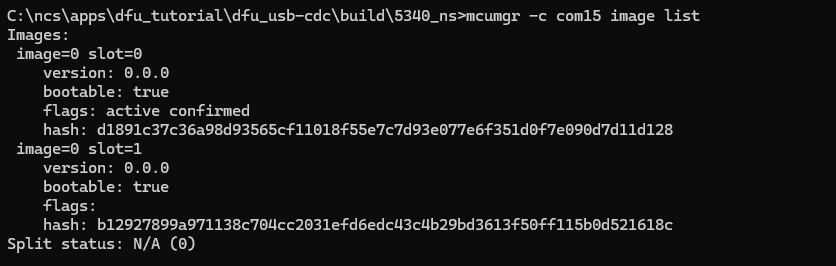 C:\ncs\apps\dfu_tutorial\dfu_usb-cdc\build\5340_ns>mcumgr -c com15 image list
Images:
 image=0 slot=0
    version: 0.0.0
    bootable: true
    flags: active confirmed
    hash: d1891c37c36a98d93565cf11018f55e7c7d93e077e6f351d0f7e090d7d11d128
 image=0 slot=1
    version: 0.0.0
    bootable: true
    flags:
    hash: b12927899a971138c704cc2031efd6edc43c4b29bd3613f50ff115b0d521618c
Split status: N/A (0)